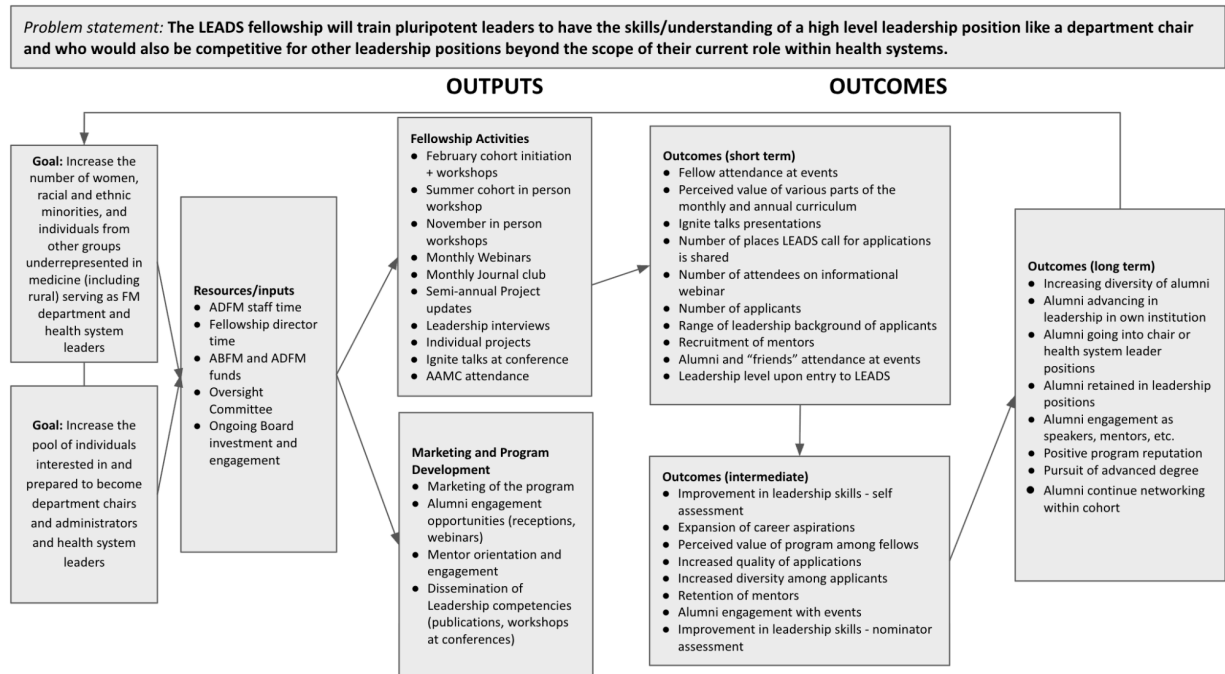 Problem statement: The LEADS fellowship will train pluripotent leaders to have the skills/understanding of a high level leadership position like a department chair
and who would also be competitive for other leadership positions beyond the scope of their current role within health systems.
OUTPUTS
OUTCOMES
Goal: Increase the
number of women,
racial and ethnic
minorities, and
individuals from
other groups
underrepresented in
medicine (including
rural) serving as FM
department and
health system
leaders
Goal: Increase the
pool of individuals
interested in and
prepared to become
department chairs
and administrators
and health system
leaders
Resources/inputs
● ADFM staff time
● Fellowship director
time
● ABFM and ADFM
funds
● Oversight
Committee
● Ongoing Board
investment and
engagement
Fellowship Activities
● February cohort initiation
+ workshops
● Summer cohort in person
workshop
● November in person
workshops
● Monthly Webinars
● Monthly Journal club
● Semi-annual Project
updates
● Leadership interviews
● Individual projects
● Ignite talks at conference
● AAMC attendance
Marketing and Program
Development
● Marketing of the program
● Alumni engagement
opportunities (receptions,
webinars)
● Mentor orientation and
engagement
● Dissemination of
Leadership competencies
(publications, workshops
at conferences)
Outcomes (short term)
● Fellow attendance at events
● Perceived value of various parts of the
monthly and annual curriculum
● Ignite talks presentations
● Number of places LEADS call for applications
is shared
● Number of attendees on informational
webinar
● Number of applicants
● Range of leadership background of applicants
● Recruitment of mentors
● Alumni and “friends” attendance at events
● Leadership level upon entry to LEADS
Outcomes (intermediate)
● Improvement in leadership skills - self
assessment
● Expansion of career aspirations
● Perceived value of program among fellows
● Increased quality of applications
● Increased diversity among applicants
● Retention of mentors
● Alumni engagement with events
● Improvement in leadership skills - nominator
assessment
Outcomes (long term)
● Increasing diversity of alumni
● Alumni advancing in
leadership in own institution
● Alumni going into chair or
health system leader
positions
● Alumni retained in leadership
positions
● Alumni engagement as
speakers, mentors, etc.
● Positive program reputation
● Pursuit of advanced degree
● Alumni continue networking
within cohort